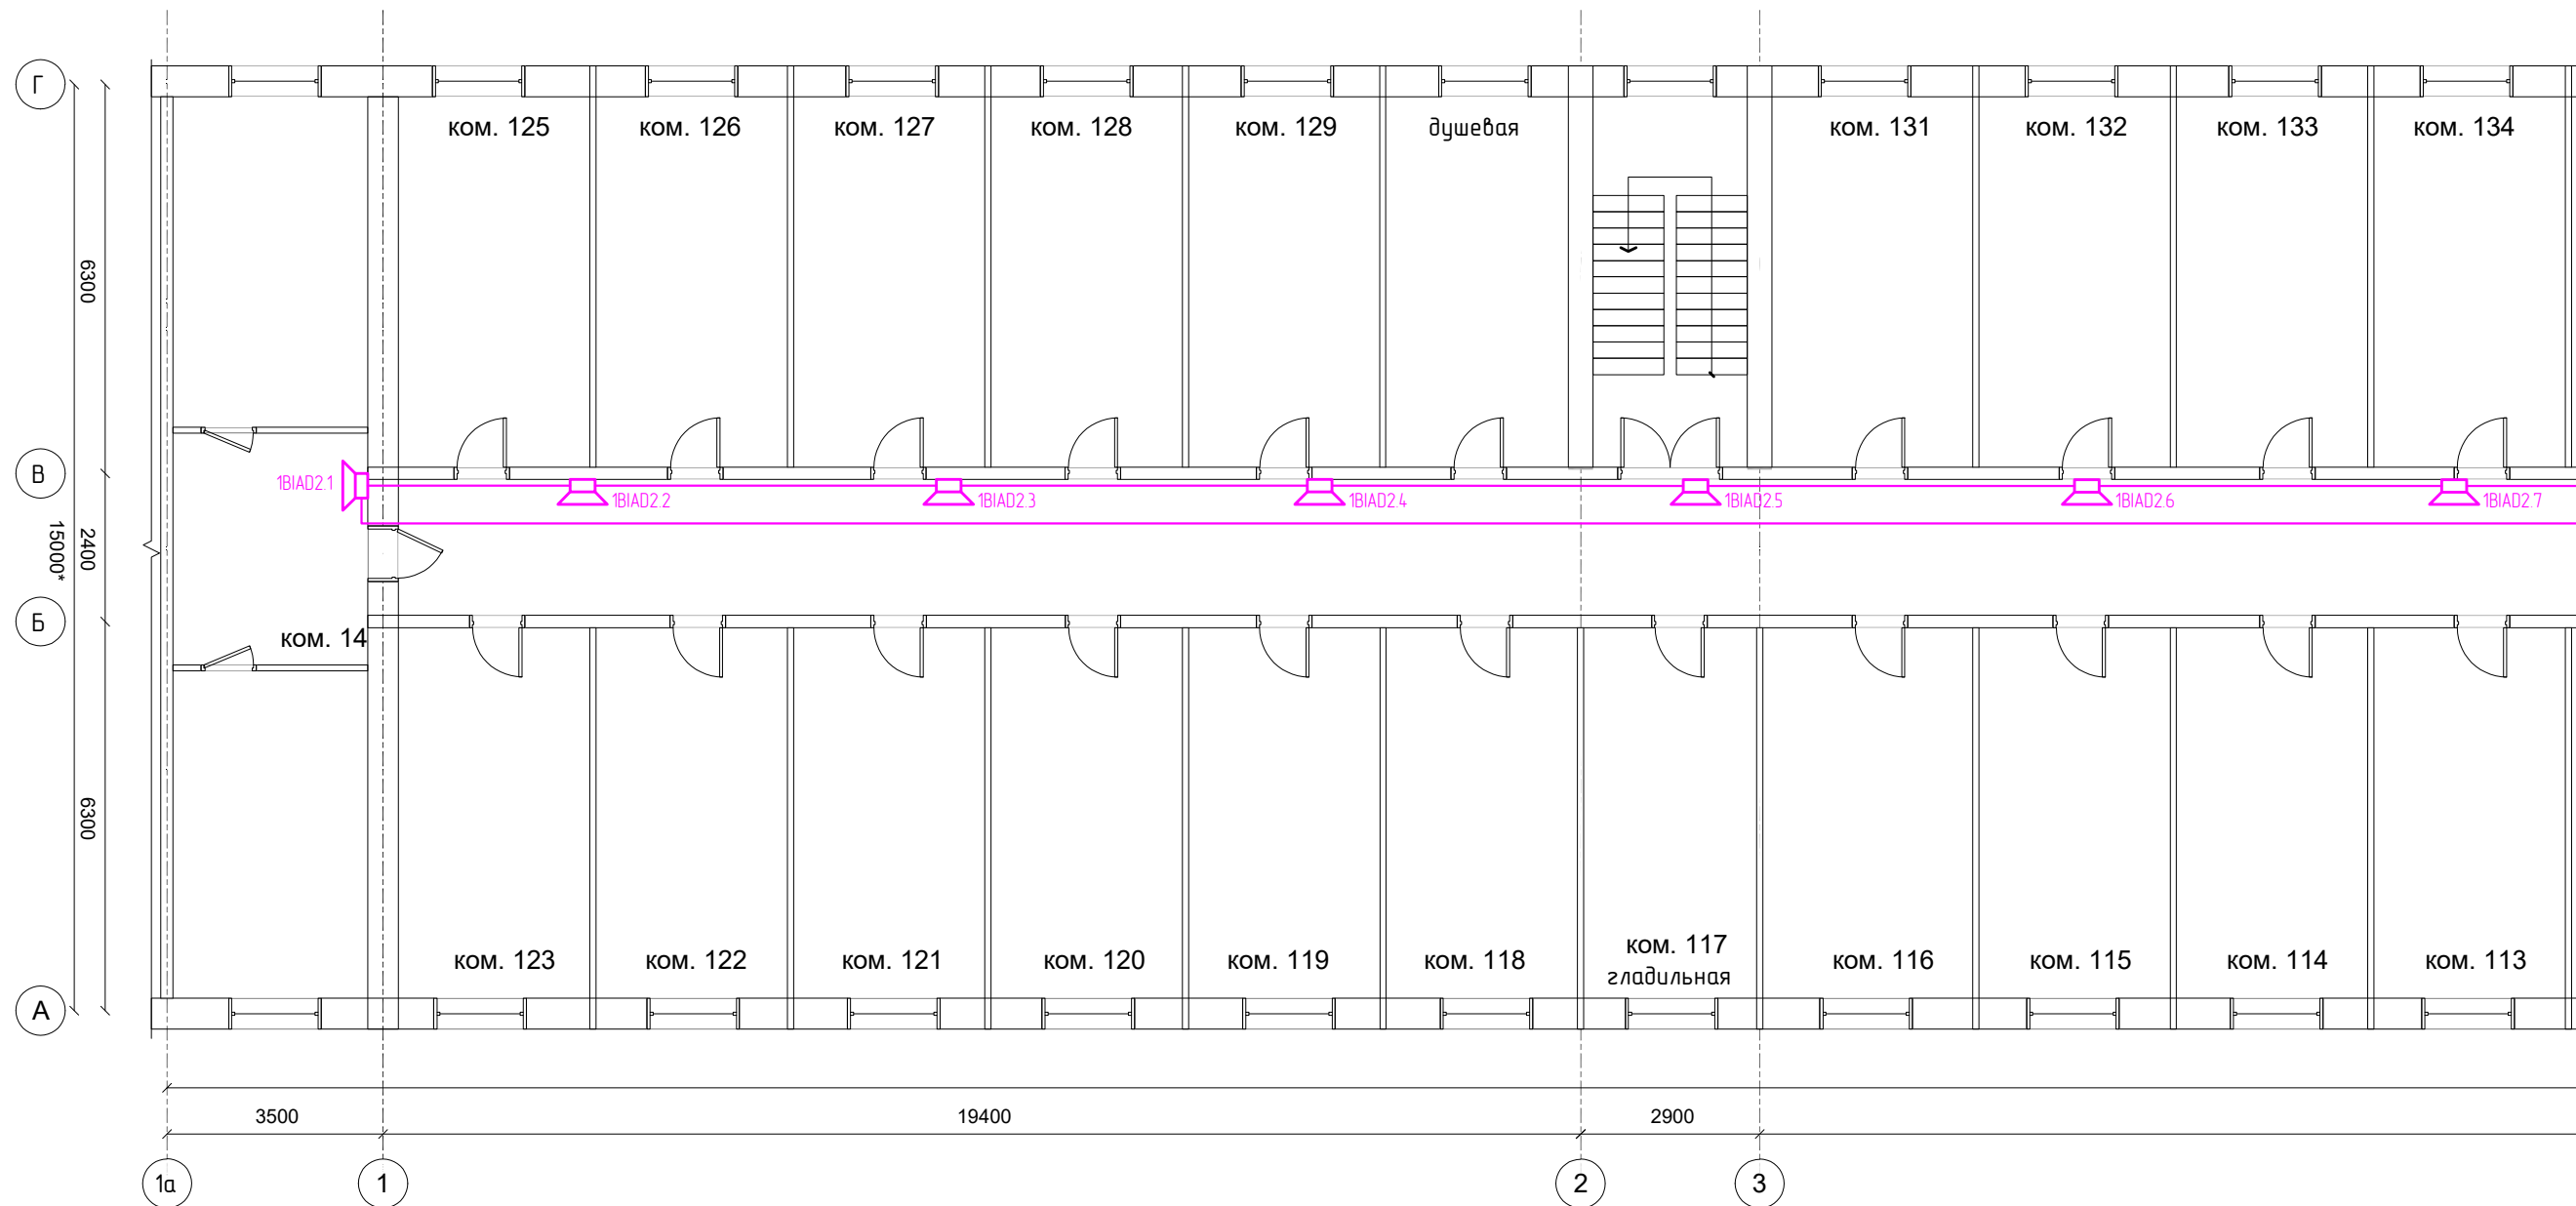 Г
ком. 125
ком. 126
ком. 127
ком. 128
ком. 129
душевая
ком. 131
ком. 132
ком. 133
ком. 134
6300
В
1BIAD2.1
1BIAD2.2
1BIAD2.3
1BIAD2.4
1BIAD2.5
1BIAD2.6
1BIAD2.7
2400
15000*
Б
ком. 14
6300
ком. 123
ком. 122
ком. 121
ком. 120
ком. 119
ком. 118
ком. 117
гладильная
ком. 116
ком. 115
ком. 114
ком. 113
А
3500
19400
2900
1а
1
2
3